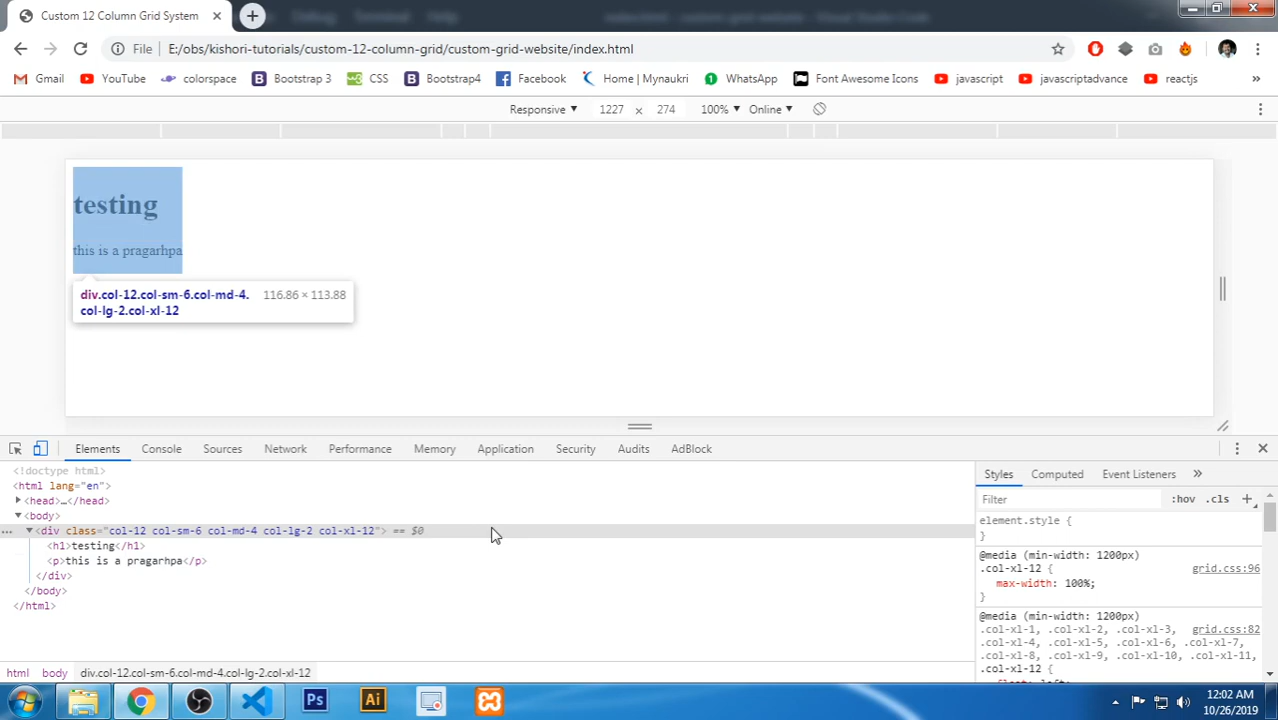 Custom 12 Column Grid System
File | E:/obs/kishori-tutorials/custom-12-column-grid/custom-grid-website/index.html
Gmail YouTube colorspace Bootstrap 3 CSS Bootstrap4 Facebook Home | Mynaukri WhatsApp Font Awesome Icons javascript javascriptadvance reactjs »
Responsive ▼ 1227 × 274 100% ▼ Online ▼
testing
this is a pragarhpa
div.col-12.col-sm-6.col-md-4. 116.86 × 113.88
col-lg-2.col-xl-12
Elements Console Sources Network Performance Memory Application Security Audits AdBlock
<!doctype html>
<html lang="en">
<head>…</head>
<body>
<div class="col-12 col-sm-6 col-md-4 col-lg-2 col-xl-12"> == $0
<h1>testing</h1>
<p>this is a pragarhpa</p>
</div>
</body>
</html>
html body div.col-12.col-sm-6.col-md-4.col-lg-2.col-xl-12
Styles Computed Event Listeners »
Filter :hov .cls +
element.style {
}
@media (min-width: 1200px)
.col-xl-12 { grid.css:96
max-width: 100%;
}
@media (min-width: 1200px)
.col-xl-1, .col-xl-2, .col-xl-3, grid.css:82
.col-xl-4, .col-xl-5, .col-xl-6, .col-xl-7,
.col-xl-8, .col-xl-9, .col-xl-10, .col-xl-11,
.col-xl-12 {
float: left;
Ps Ai
12:02 AM
10/26/2019